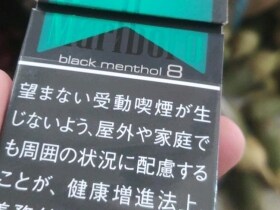 black menthol 8
望まない受動喫煙が生
じないよう、屋外や家庭で
も周囲の状況に配慮する
ことが、健康増進法上